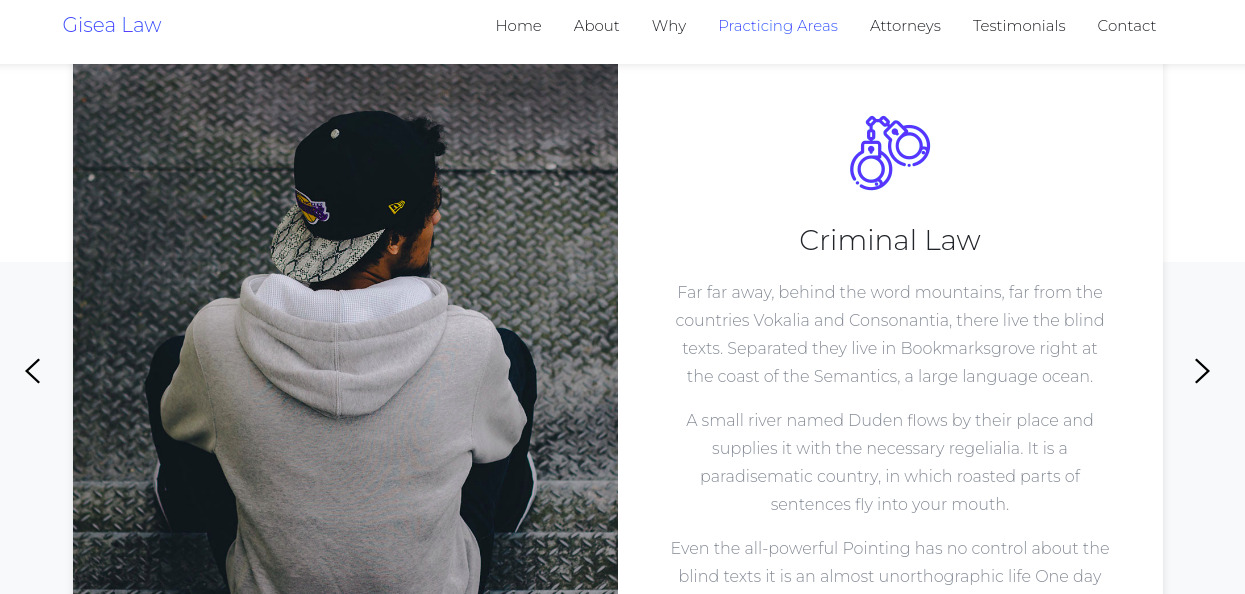 Gisea Law
Home
About
Why
Practicing Areas
Attorneys
Testimonials
Contact
Criminal Law
Far far away, behind the word mountains, far from the
countries Vokalia and Consonantia, there live the blind
texts. Separated they live in Bookmarksgrove right at
the coast of the Semantics, a large language ocean.
A small river named Duden flows by their place and
supplies it with the necessary regelialia. It is a
paradisematic country, in which roasted parts of
sentences fly into your mouth.
Even the all-powerful Pointing has no control about the
blind texts it is an almost unorthographic life One day